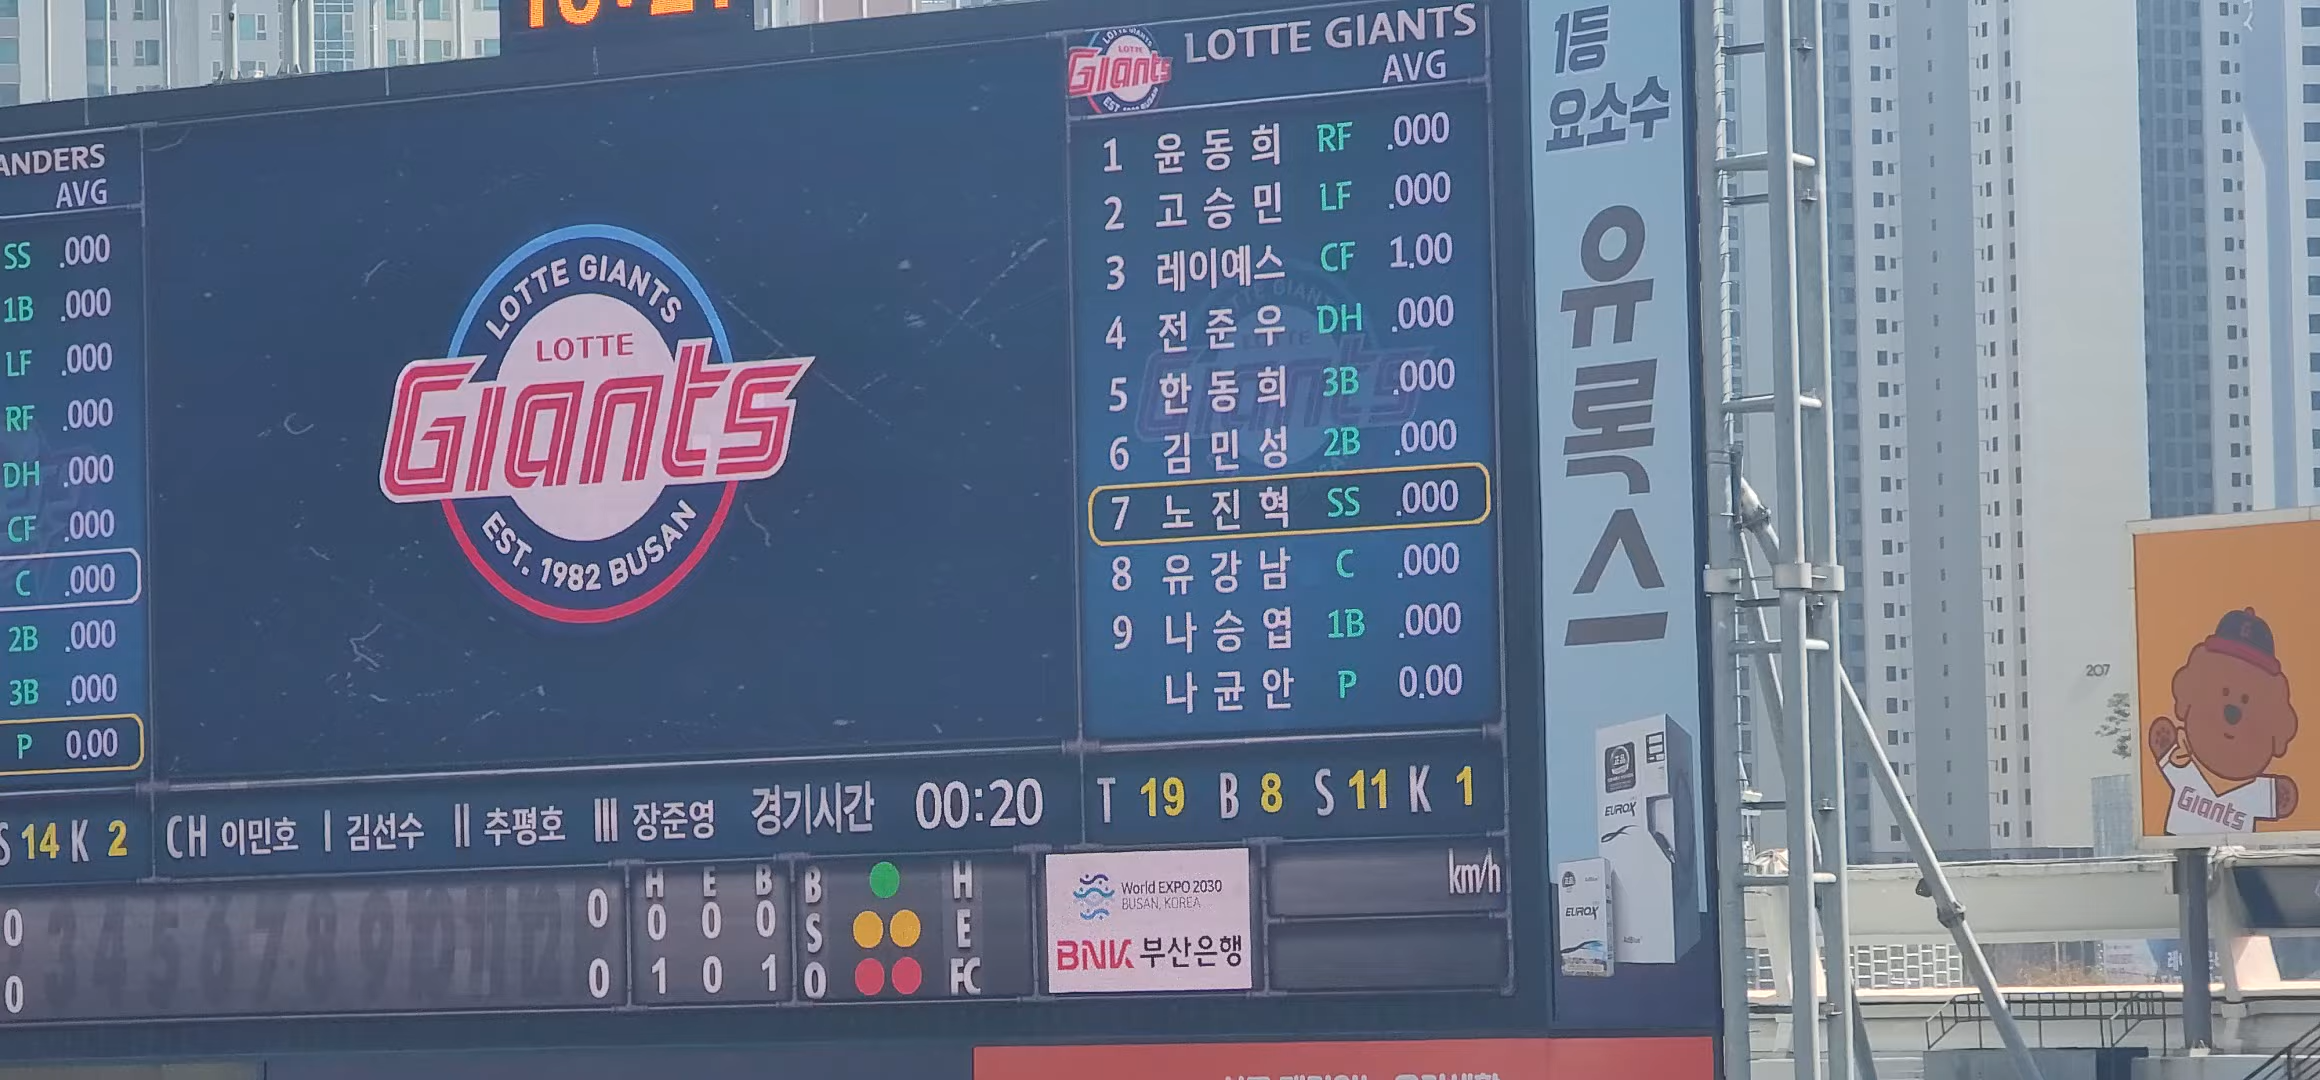 ANDERS
AVG
SS .000
1B .000
LF .000
RF .000
DH .000
CF .000
C .000
2B .000
3B .000
P 0.00
S 14 K 2
LOTTE GIANTS
LOTTE
Giants
EST. 1982 BUSAN
LOTTE
Giants
LOTTE GIANTS
AVG
1 윤동희 RF .000
2 고승민 LF .000
3 레이예스 CF 1.00
4 전준우 DH .000
5 한동희 3B .000
6 김민성 2B .000
7 노진혁 SS .000
8 유강남 C .000
9 나승엽 1B .000
나균안 P 0.00
CH 이민호 Ⅰ 김선수 Ⅱ 추평호 Ⅲ 장준영 경기시간 00:20
T 19 B 8 S 11 K 1
H E B
0 0 0 0 0
0 0 1 0 1
B H
S E
O FC
World EXPO 2030
BUSAN, KOREA
BNK 부산은행
km/h
1등
요소수
유록스
EUROX
EUROX
AdBlue
207
Giants